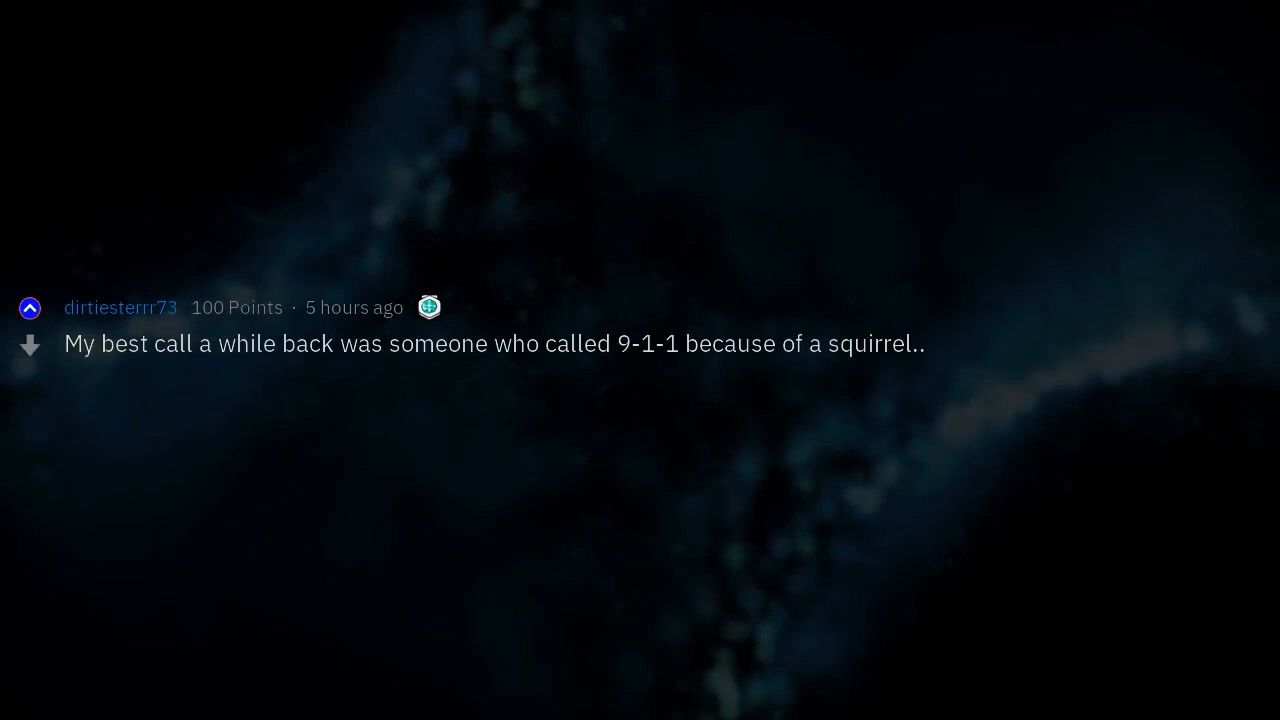 dirtiesterrr73 100 Points · 5 hours ago
My best call a while back was someone who called 9-1-1 because of a squirrel..